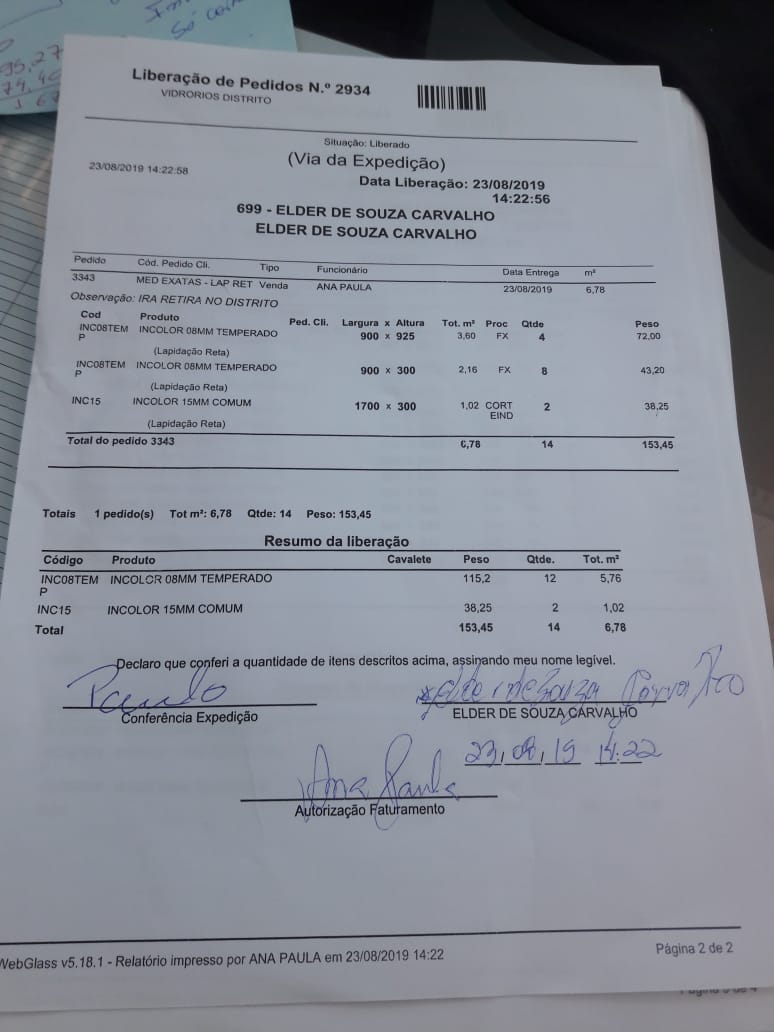 95,27
Só
Liberação de Pedidos N.º 2934
VIDRORIOS DISTRITO
Situação: Liberado
(Via da Expedição)
23/08/2019 14:22:58
Data Liberação: 23/08/2019
14:22:56
699 - ELDER DE SOUZA CARVALHO
ELDER DE SOUZA CARVALHO
Pedido Cód. Pedido Cli. Tipo Funcionário Data Entrega m²
3343 MED EXATAS - LAP RET Venda ANA PAULA 23/08/2019 6,78
Observação: IRA RETIRA NO DISTRITO
Cod Produto Ped. Cli. Largura x Altura Tot. m² Proc Qtde Peso
INC08TEM INCOLOR 08MM TEMPERADO 900 x 925 3,60 FX 4 72,00
P
(Lapidação Reta)
INC08TEM INCOLOR 08MM TEMPERADO 900 x 300 2,16 FX 8 43,20
P
(Lapidação Reta)
INC15 INCOLOR 15MM COMUM 1700 x 300 1,02 CORT 2 38,25
EIND
(Lapidação Reta)
Total do pedido 3343 6,78 14 153,45
Totais 1 pedido(s) Tot m²: 6,78 Qtde: 14 Peso: 153,45
Resumo da liberação
Código Produto Cavalete Peso Qtde. Tot. m²
INC08TEM INCOLOR 08MM TEMPERADO 115,2 12 5,76
P
INC15 INCOLOR 15MM COMUM 38,25 2 1,02
Total 153,45 14 6,78
Declaro que conferi a quantidade de itens descritos acima, assinando meu nome legível.
Paulo Elder de Souza Carvalho
Conferência Expedição ELDER DE SOUZA CARVALHO
23,08,19 14:22
Ana Paula
Autorização Faturamento
WebGlass v5.18.1 - Relatório impresso por ANA PAULA em 23/08/2019 14:22 Página 2 de 2